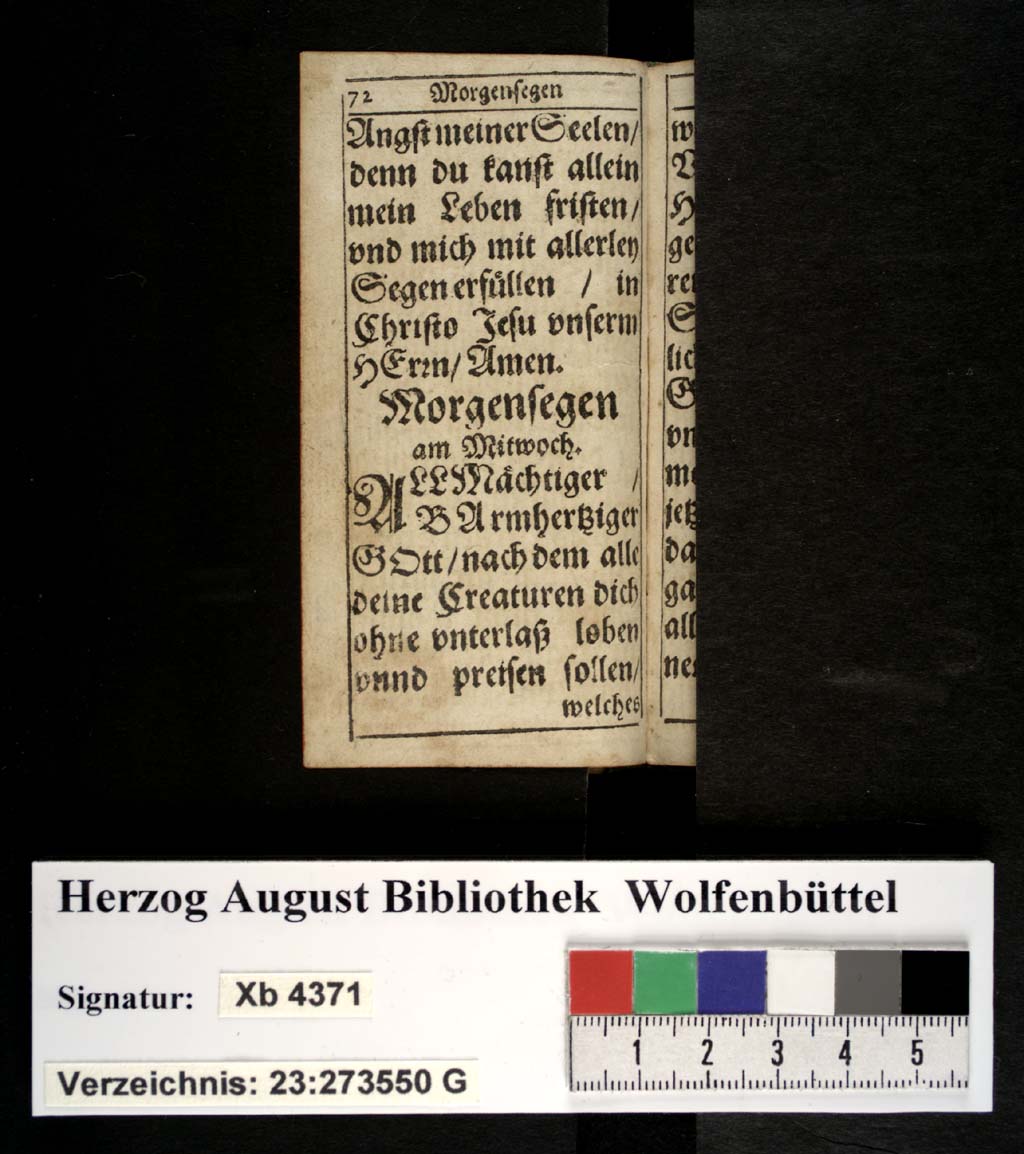 72 Morgensegen
Angst meiner Seelen/
denn du kanst allein
mein Leben fristen/
vnd mich mit allerley
Segen erfüllen / in
Christo Jesu vnserm
HErrn/ Amen.
Morgensegen
am Mitwoch.
ALLMächtiger /
BArmhertziger
GOtt/ nach dem alle
deine Creaturen dich
ohne vnterlaß loben
vnnd preisen sollen/
welches
Herzog August Bibliothek Wolfenbüttel
Signatur: Xb 4371
Verzeichnis: 23:273550 G
1 2 3 4 5